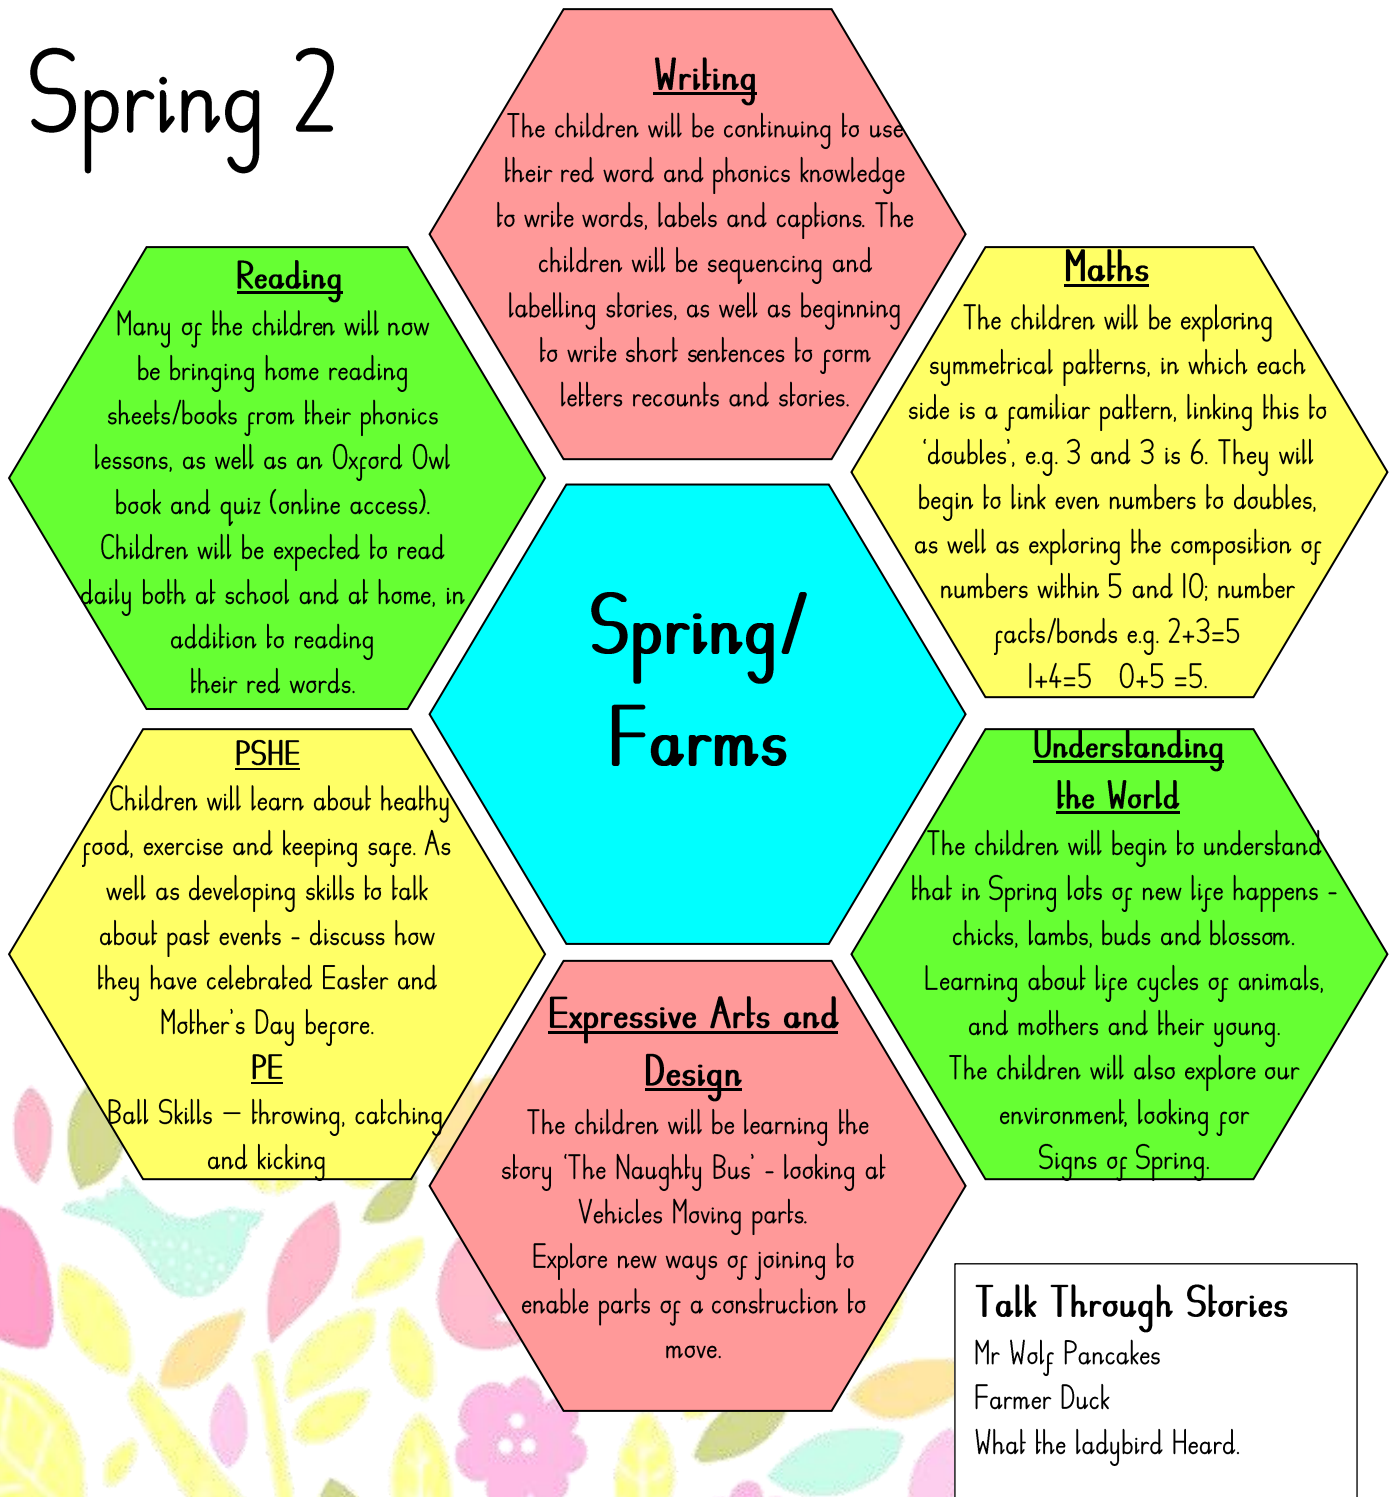 Spring 2
Writing
The children will be continuing to use
their red word and phonics knowledge
to write words, labels and captions. The
children will be sequencing and
labelling stories, as well as beginning
to write short sentences to form
letters recounts and stories.
Reading
Many of the children will now
be bringing home reading
sheets/books from their phonics
lessons, as well as an Oxford Owl
book and quiz (online access).
Children will be expected to read
daily both at school and at home, in
addition to reading
their red words.
Maths
The children will be exploring
symmetrical patterns, in which each
side is a familiar pattern, linking this to
‘doubles’, e.g. 3 and 3 is 6. They will
begin to link even numbers to doubles,
as well as exploring the composition of
numbers within 5 and 10; number
facts/bonds e.g. 2+3=5
1+4=5 0+5 =5.
Spring/
Farms
PSHE
Children will learn about heathy
food, exercise and keeping safe. As
well as developing skills to talk
about past events - discuss how
they have celebrated Easter and
Mother's Day before.
PE
Ball Skills – throwing, catching
and kicking
Understanding
the World
The children will begin to understand
that in Spring lots of new life happens -
chicks, lambs, buds and blossom.
Learning about life cycles of animals,
and mothers and their young.
The children will also explore our
environment, looking for
Signs of Spring.
Expressive Arts and
Design
The children will be learning the
story ‘The Naughty Bus’ - looking at
Vehicles Moving parts.
Explore new ways of joining to
enable parts of a construction to
move.
Talk Through Stories
Mr Wolf Pancakes
Farmer Duck
What the ladybird Heard.